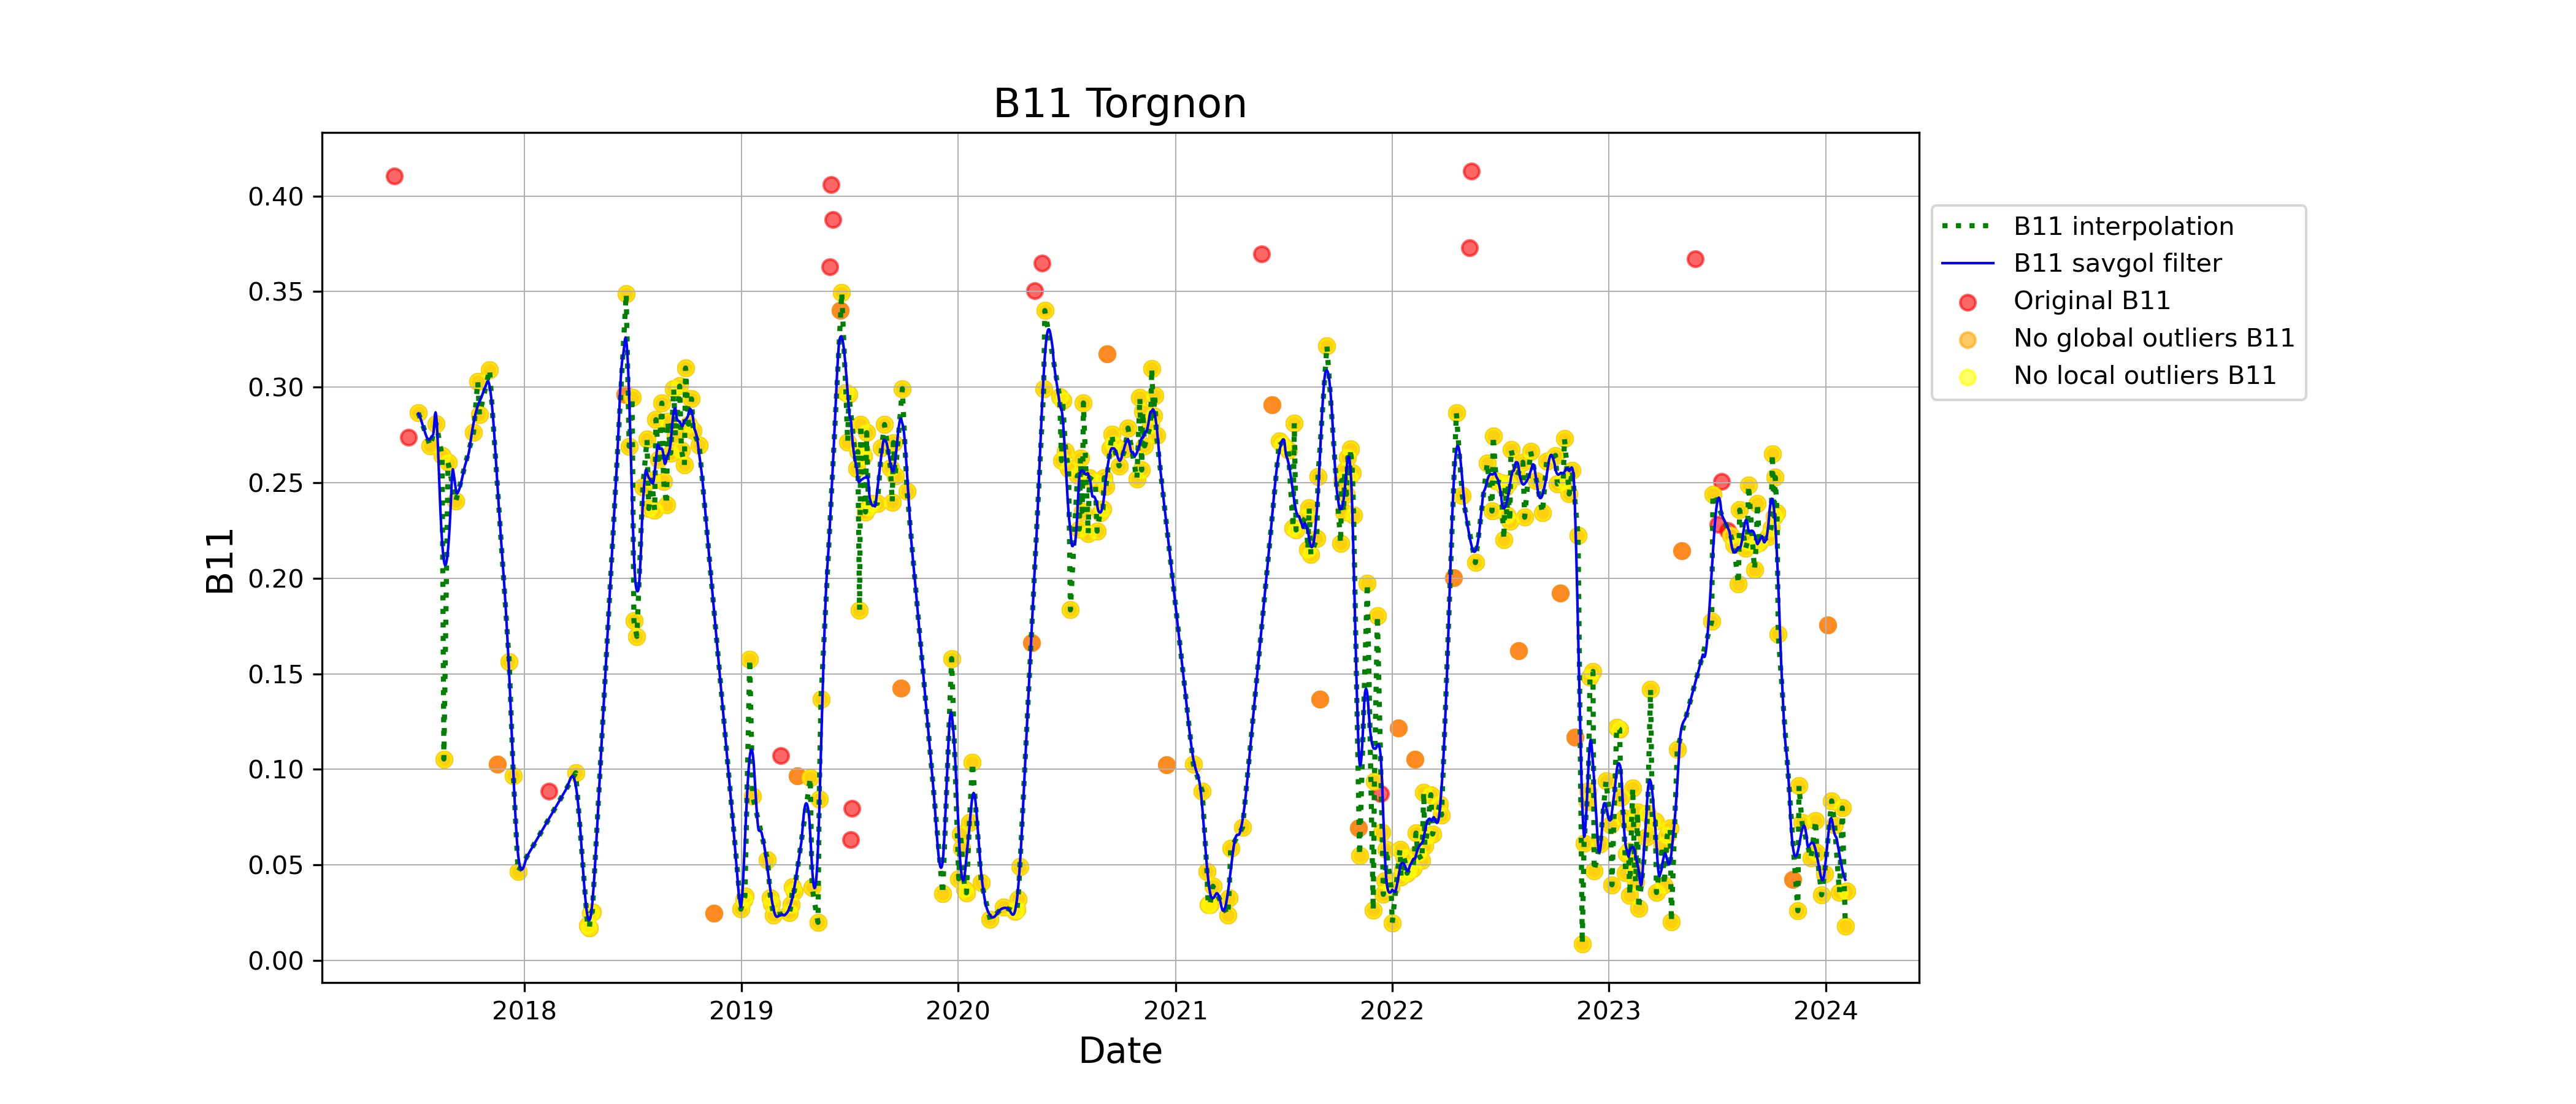 B11 Torgnon
B11
0.40
0.35
0.30
0.25
0.20
0.15
0.10
0.05
0.00
2018
2019
2020
2021
2022
2023
2024
Date
B11 interpolation
B11 savgol filter
Original B11
No global outliers B11
No local outliers B11